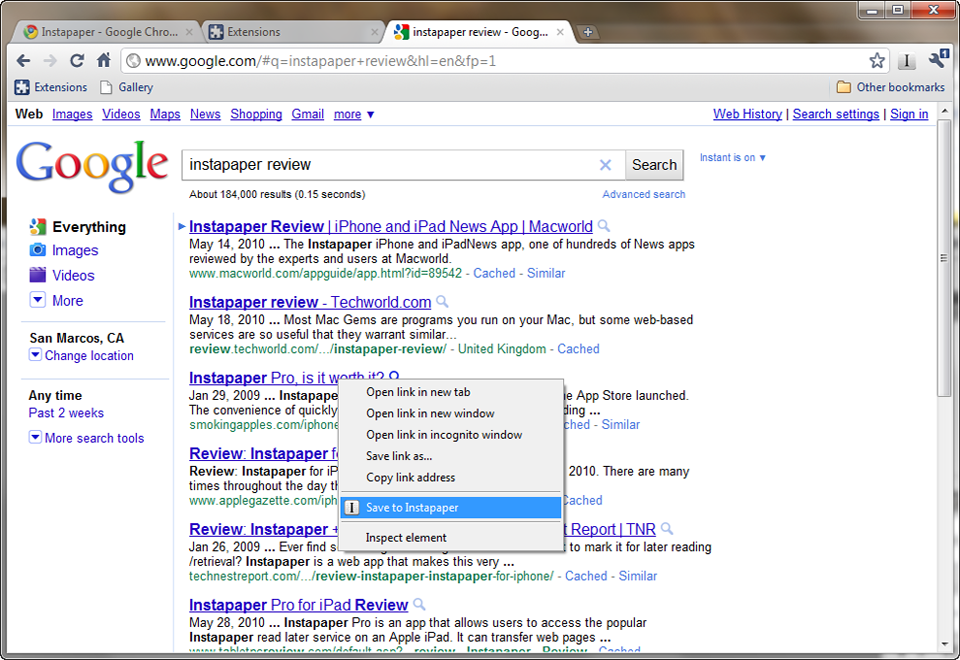 Instapaper - Google Chro...
Extensions
instapaper review - Goog...
www.google.com/#q=instapaper+review&hl=en&fp=1
I
1
Extensions
Gallery
Other bookmarks
Web Images Videos Maps News Shopping Gmail more ▼
Web History | Search settings | Sign in
Google
instapaper review
Search
Instant is on ▼
About 184,000 results (0.15 seconds)
Advanced search
Everything
Images
Videos
More
San Marcos, CA
Change location
Any time
Past 2 weeks
More search tools
Instapaper Review | iPhone and iPad News App | Macworld
May 14, 2010 ... The Instapaper iPhone and iPadNews app, one of hundreds of News apps
reviewed by the experts and users at Macworld.
www.macworld.com/appguide/app.html?id=89542 - Cached - Similar
Instapaper review - Techworld.com
May 18, 2010 ... Most Mac Gems are programs you run on your Mac, but some web-based
services are so useful that they warrant similar...
review.techworld.com/.../instapaper-review/ - United Kingdom - Cached
Instapaper Pro, is it worth it?
Jan 29, 2009 ... Instapape
e App Store launched.
The convenience of quickly
ding ...
smokingapples.com/iphone
ched - Similar
Review: Instapaper fo
Review: Instapaper for iP
2010. There are many
times throughout the day th
www.applegazette.com/iph
Cached
Review: Instapaper +
t Report | TNR
Jan 26, 2009 ... Ever find s
to mark it for later reading
/retrieval? Instapaper is a web app that makes this very ...
technestreport.com/.../review-instapaper-instapaper-for-iphone/ - Cached - Similar
Instapaper Pro for iPad Review
May 28, 2010 ... Instapaper Pro is an app that allows users to access the popular
Instapaper read later service on an Apple iPad. It can transfer web pages ...
www.tabletpcreview.com/default.asp? - review - Instapaper - Review - Cached
Open link in new tab
Open link in new window
Open link in incognito window
Save link as...
Copy link address
I Save to Instapaper
Inspect element